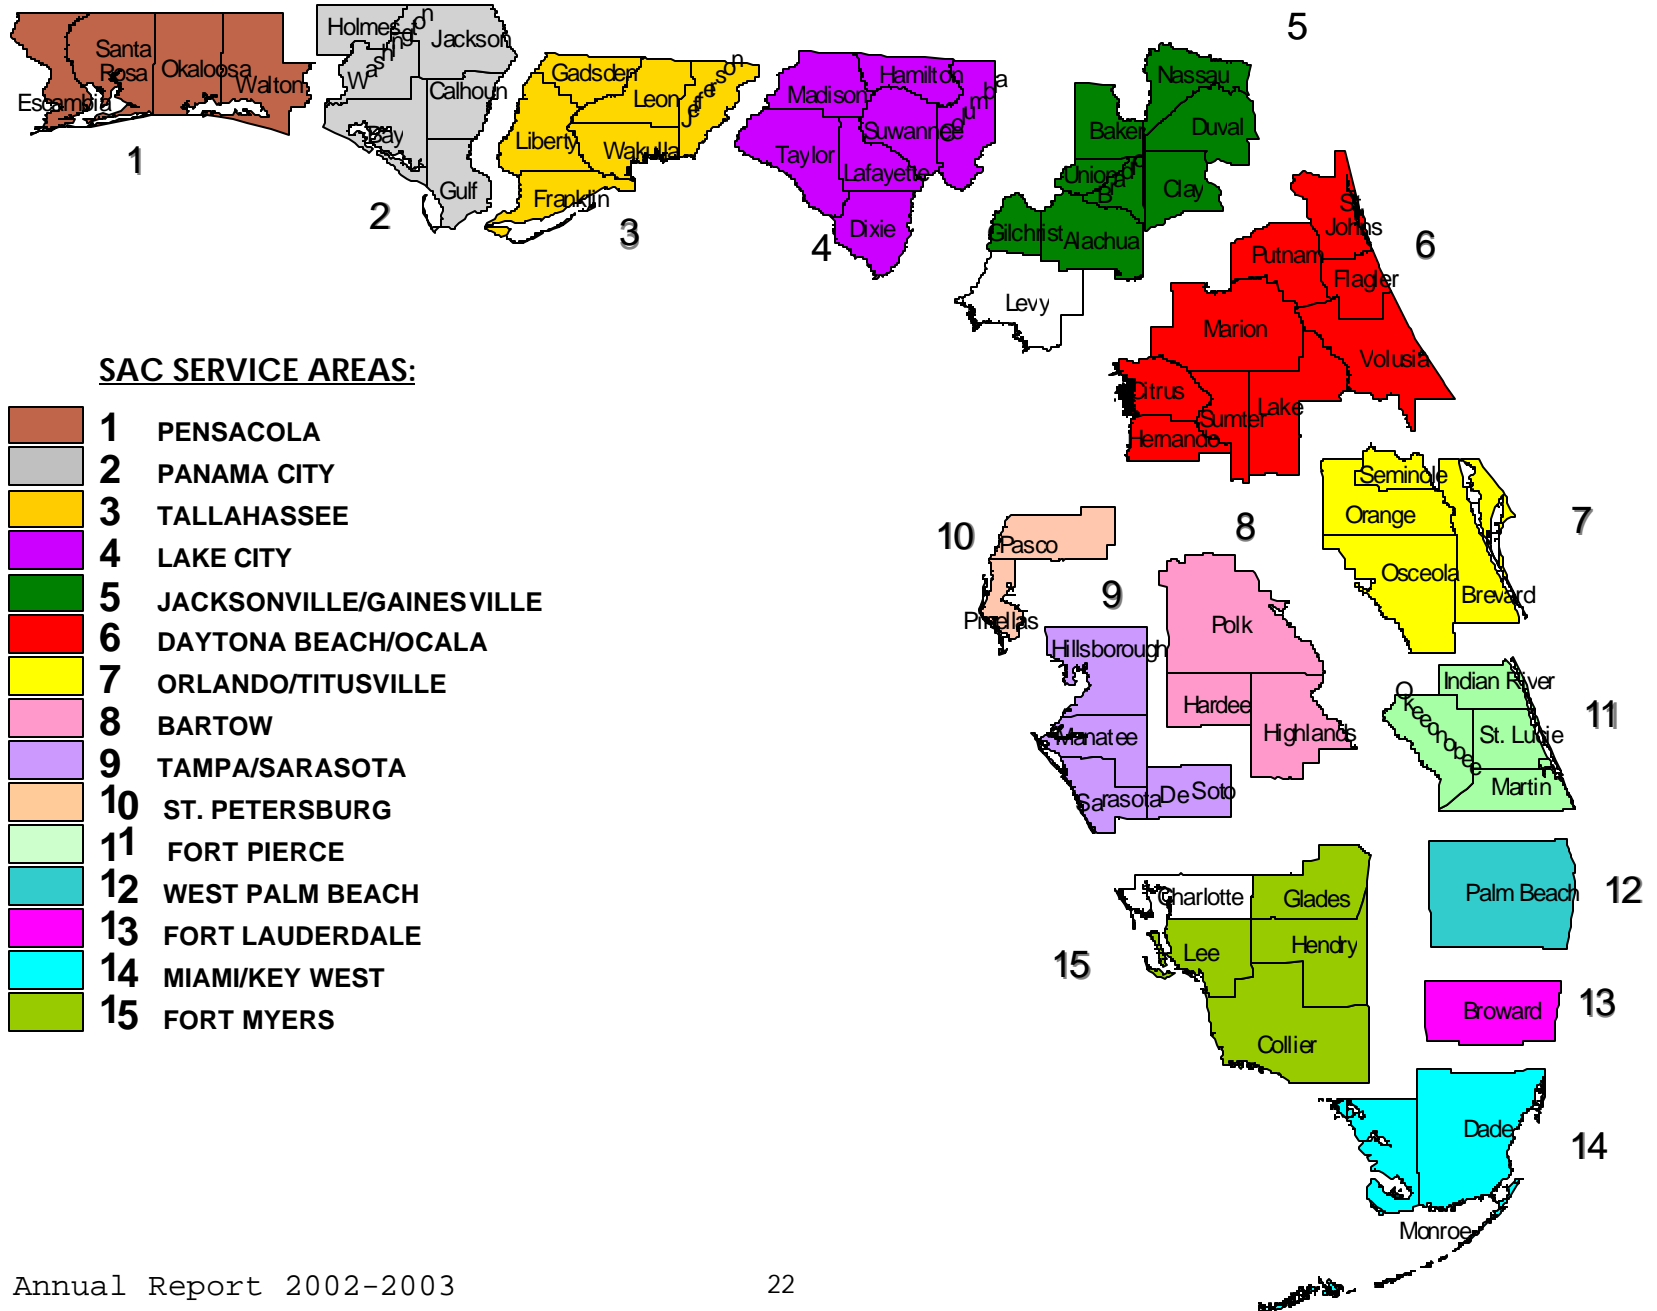 Escambia
Santa
Rosa
Okaloosa
Walton
1
Holmes
Washington
Jackson
Calhoun
Bay
Gulf
2
Gadsden
Leon
Jefferson
Liberty
Wakulla
Franklin
3
Madison
Hamilton
Columbia
Suwannee
Taylor
Lafayette
Dixie
4
5
Nassau
Baker
Duval
Union
Bradford
Clay
Gilchrist
Alachua
Levy
St.
Johns
6
Putnam
Flagler
Marion
Volusia
Citrus
Sumter
Lake
Hernando
SAC SERVICE AREAS:
1 PENSACOLA
2 PANAMA CITY
3 TALLAHASSEE
4 LAKE CITY
5 JACKSONVILLE/GAINESVILLE
6 DAYTONA BEACH/OCALA
7 ORLANDO/TITUSVILLE
8 BARTOW
9 TAMPA/SARASOTA
10 ST. PETERSBURG
11 FORT PIERCE
12 WEST PALM BEACH
13 FORT LAUDERDALE
14 MIAMI/KEY WEST
15 FORT MYERS
Seminole
Orange
7
Osceola
Brevard
10
Pasco
Pinellas
8
Polk
Hardee
Highlands
9
Hillsborough
Manatee
Sarasota
De Soto
Indian River
Okeechobee
St. Lucie
Martin
11
Charlotte
Glades
Lee
Hendry
15
Collier
Palm Beach
12
Broward
13
Dade
14
Monroe
Annual Report 2002-2003
22